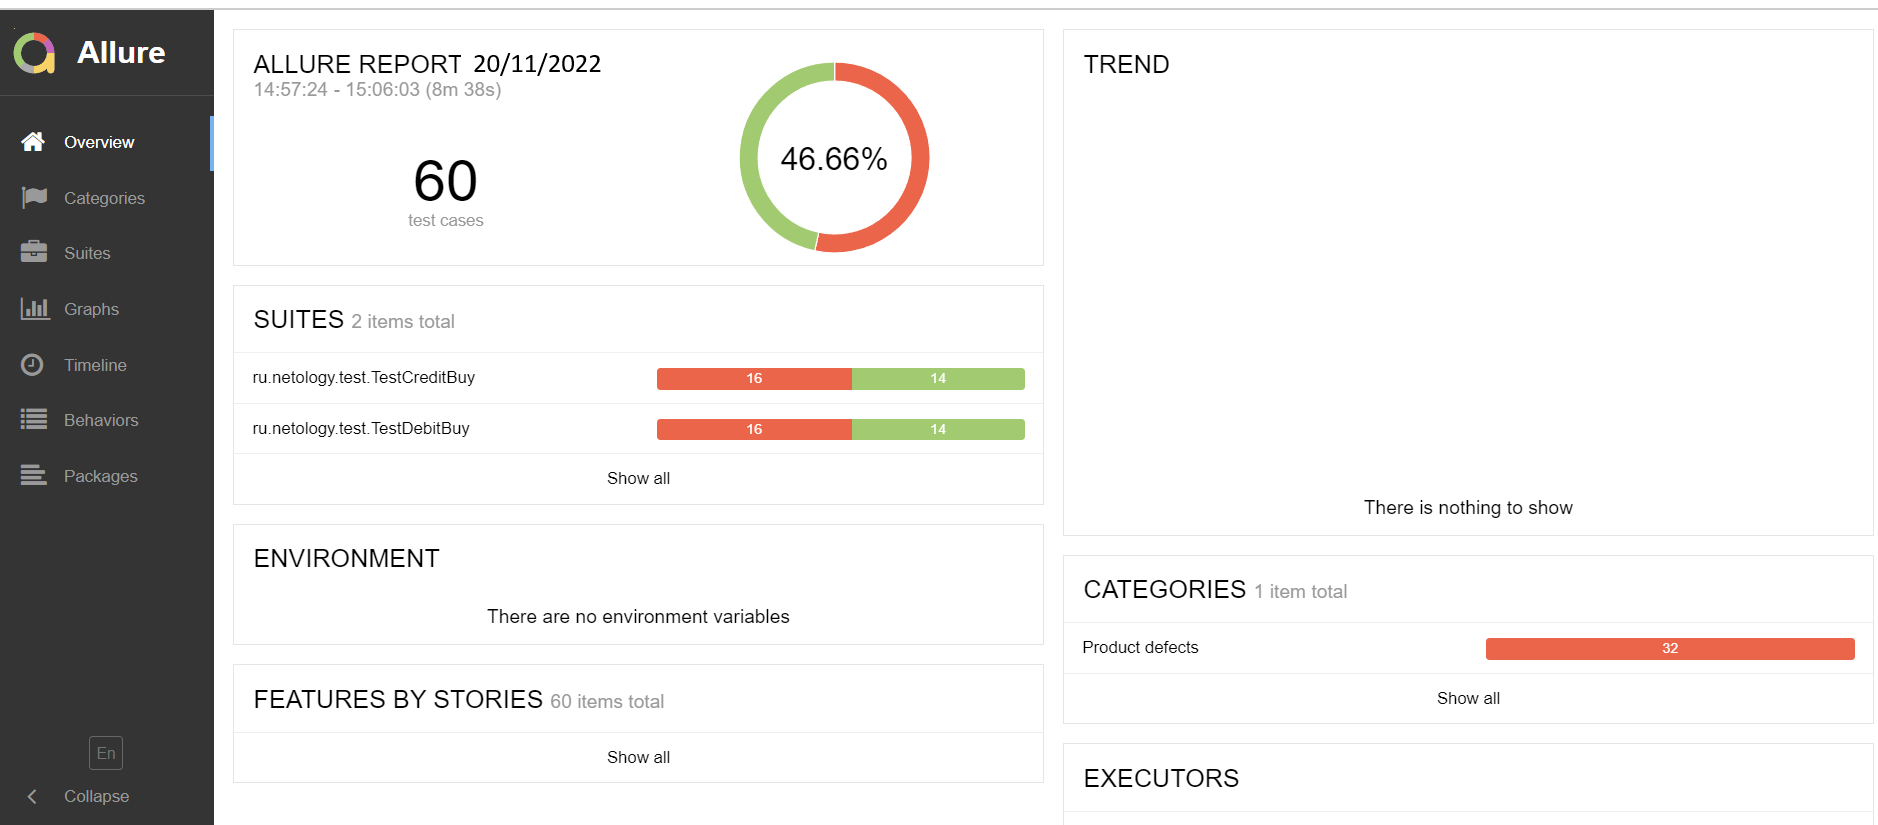 Allure
Overview
Categories
Suites
Graphs
Timeline
Behaviors
Packages
En
Collapse
ALLURE REPORT 20/11/2022
14:57:24 - 15:06:03 (8m 38s)
60
test cases
46.66%
SUITES 2 items total
ru.netology.test.TestCreditBuy 16 14
ru.netology.test.TestDebitBuy 16 14
Show all
ENVIRONMENT
There are no environment variables
FEATURES BY STORIES 60 items total
Show all
TREND
There is nothing to show
CATEGORIES 1 item total
Product defects 32
Show all
EXECUTORS